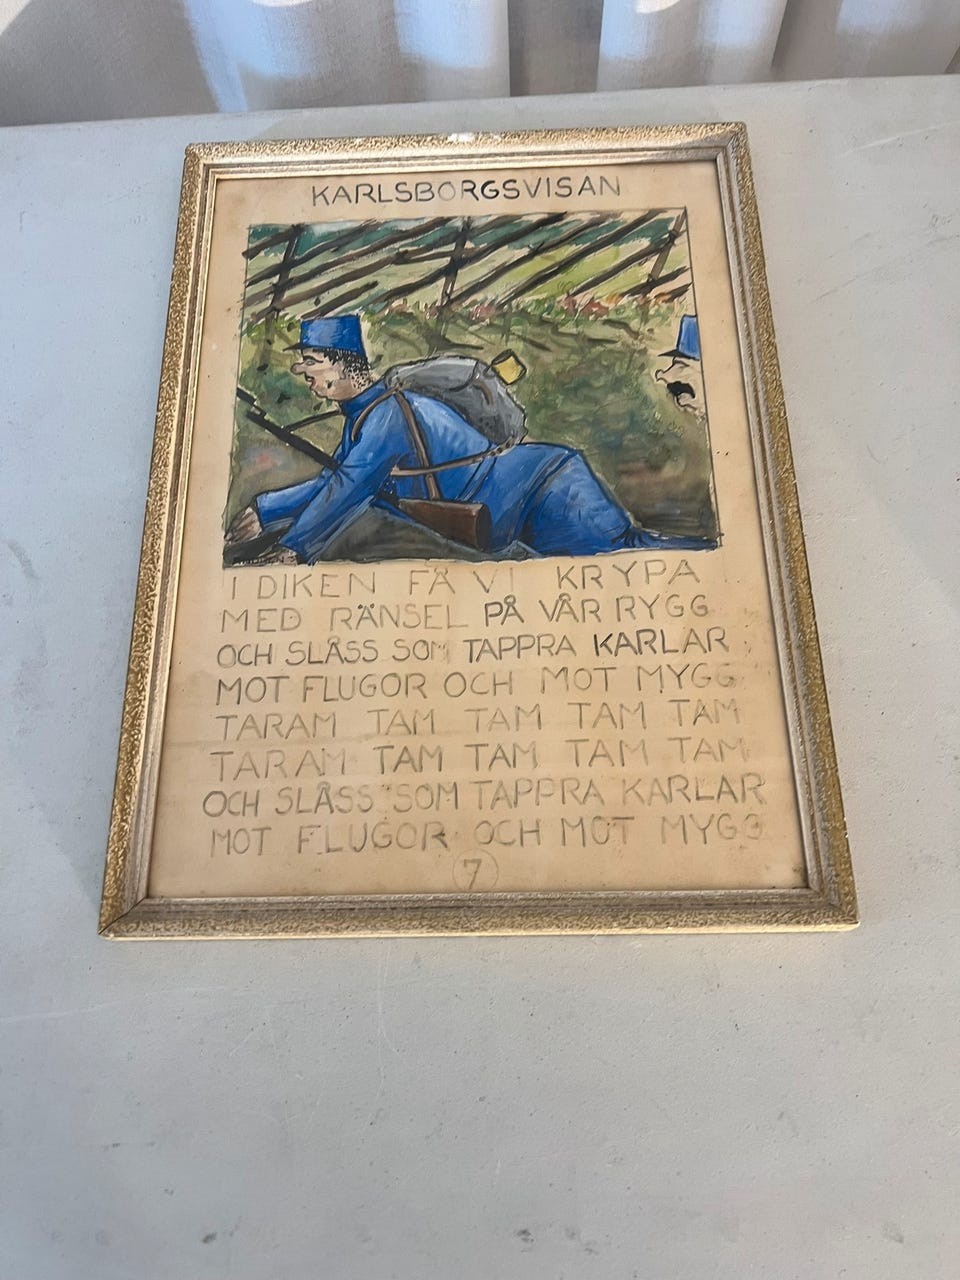 KARLSBORGSVISAN
I DIKEN FÅ VI KRYPA
MED RÄNSEL PÅ VÅR RYGG
OCH SLÅSS SOM TAPPRA KARLAR
MOT FLUGOR OCH MOT MYGG
TARAM TAM TAM TAM TAM
TARAM TAM TAM TAM TAM
OCH SLÅSS SOM TAPPRA KARLAR
MOT FLUGOR OCH MOT MYGG
7